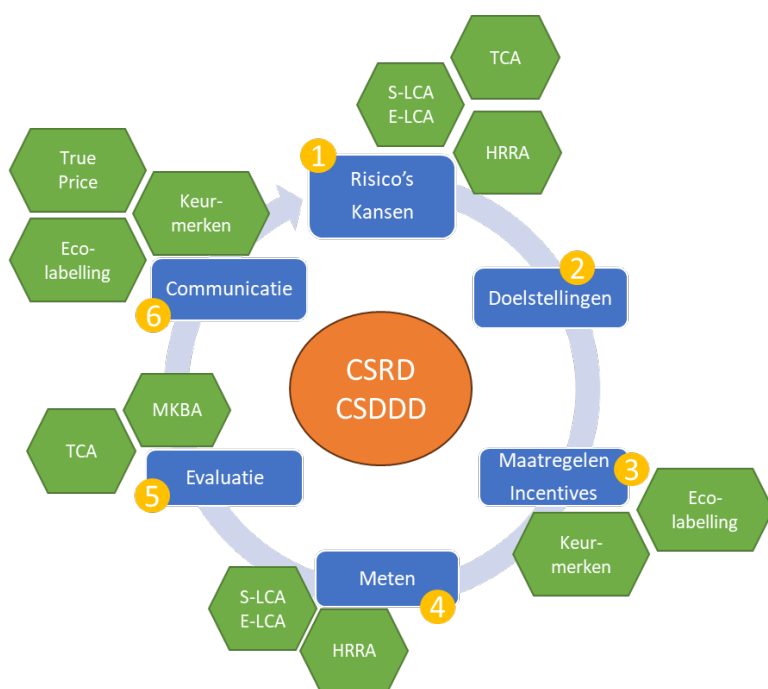 TCA
S-LCA
E-LCA
HRRA
1
Risico's
Kansen
2
Doelstellingen
3
Maatregelen
Incentives
Eco-
labelling
Keur-
merken
4
Meten
S-LCA
E-LCA
HRRA
5
Evaluatie
MKBA
TCA
6
Communicatie
True
Price
Keur-
merken
Eco-
labelling
CSRD
CSDDD